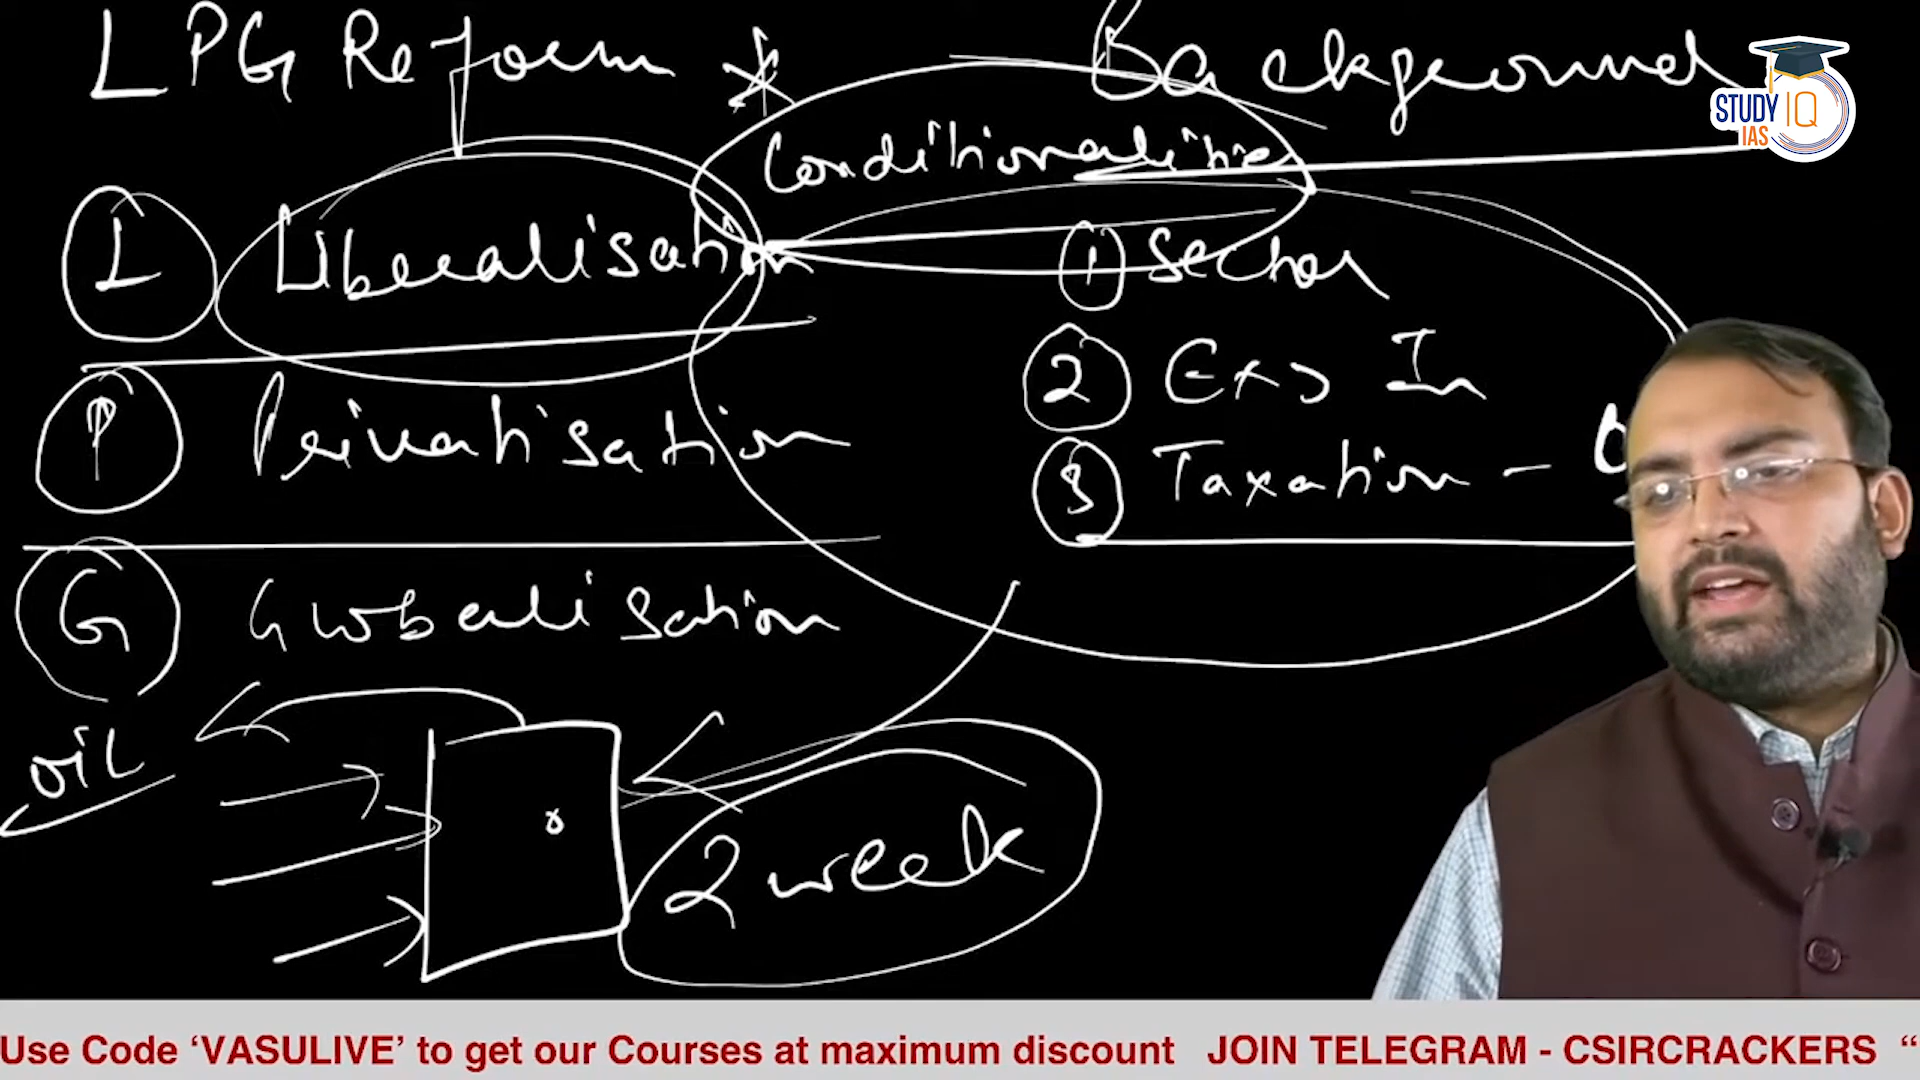 LPG Reform * Background
STUDY IQ
IAS
Conditionalitie
L Liberalisation
1 Sector
2 Ex > In
P Privatisation
3 Taxation -
G Globalisation
oil
2 week
Use Code ‘VASULIVE’ to get our Courses at maximum discount JOIN TELEGRAM - CSIRCRACKERS “